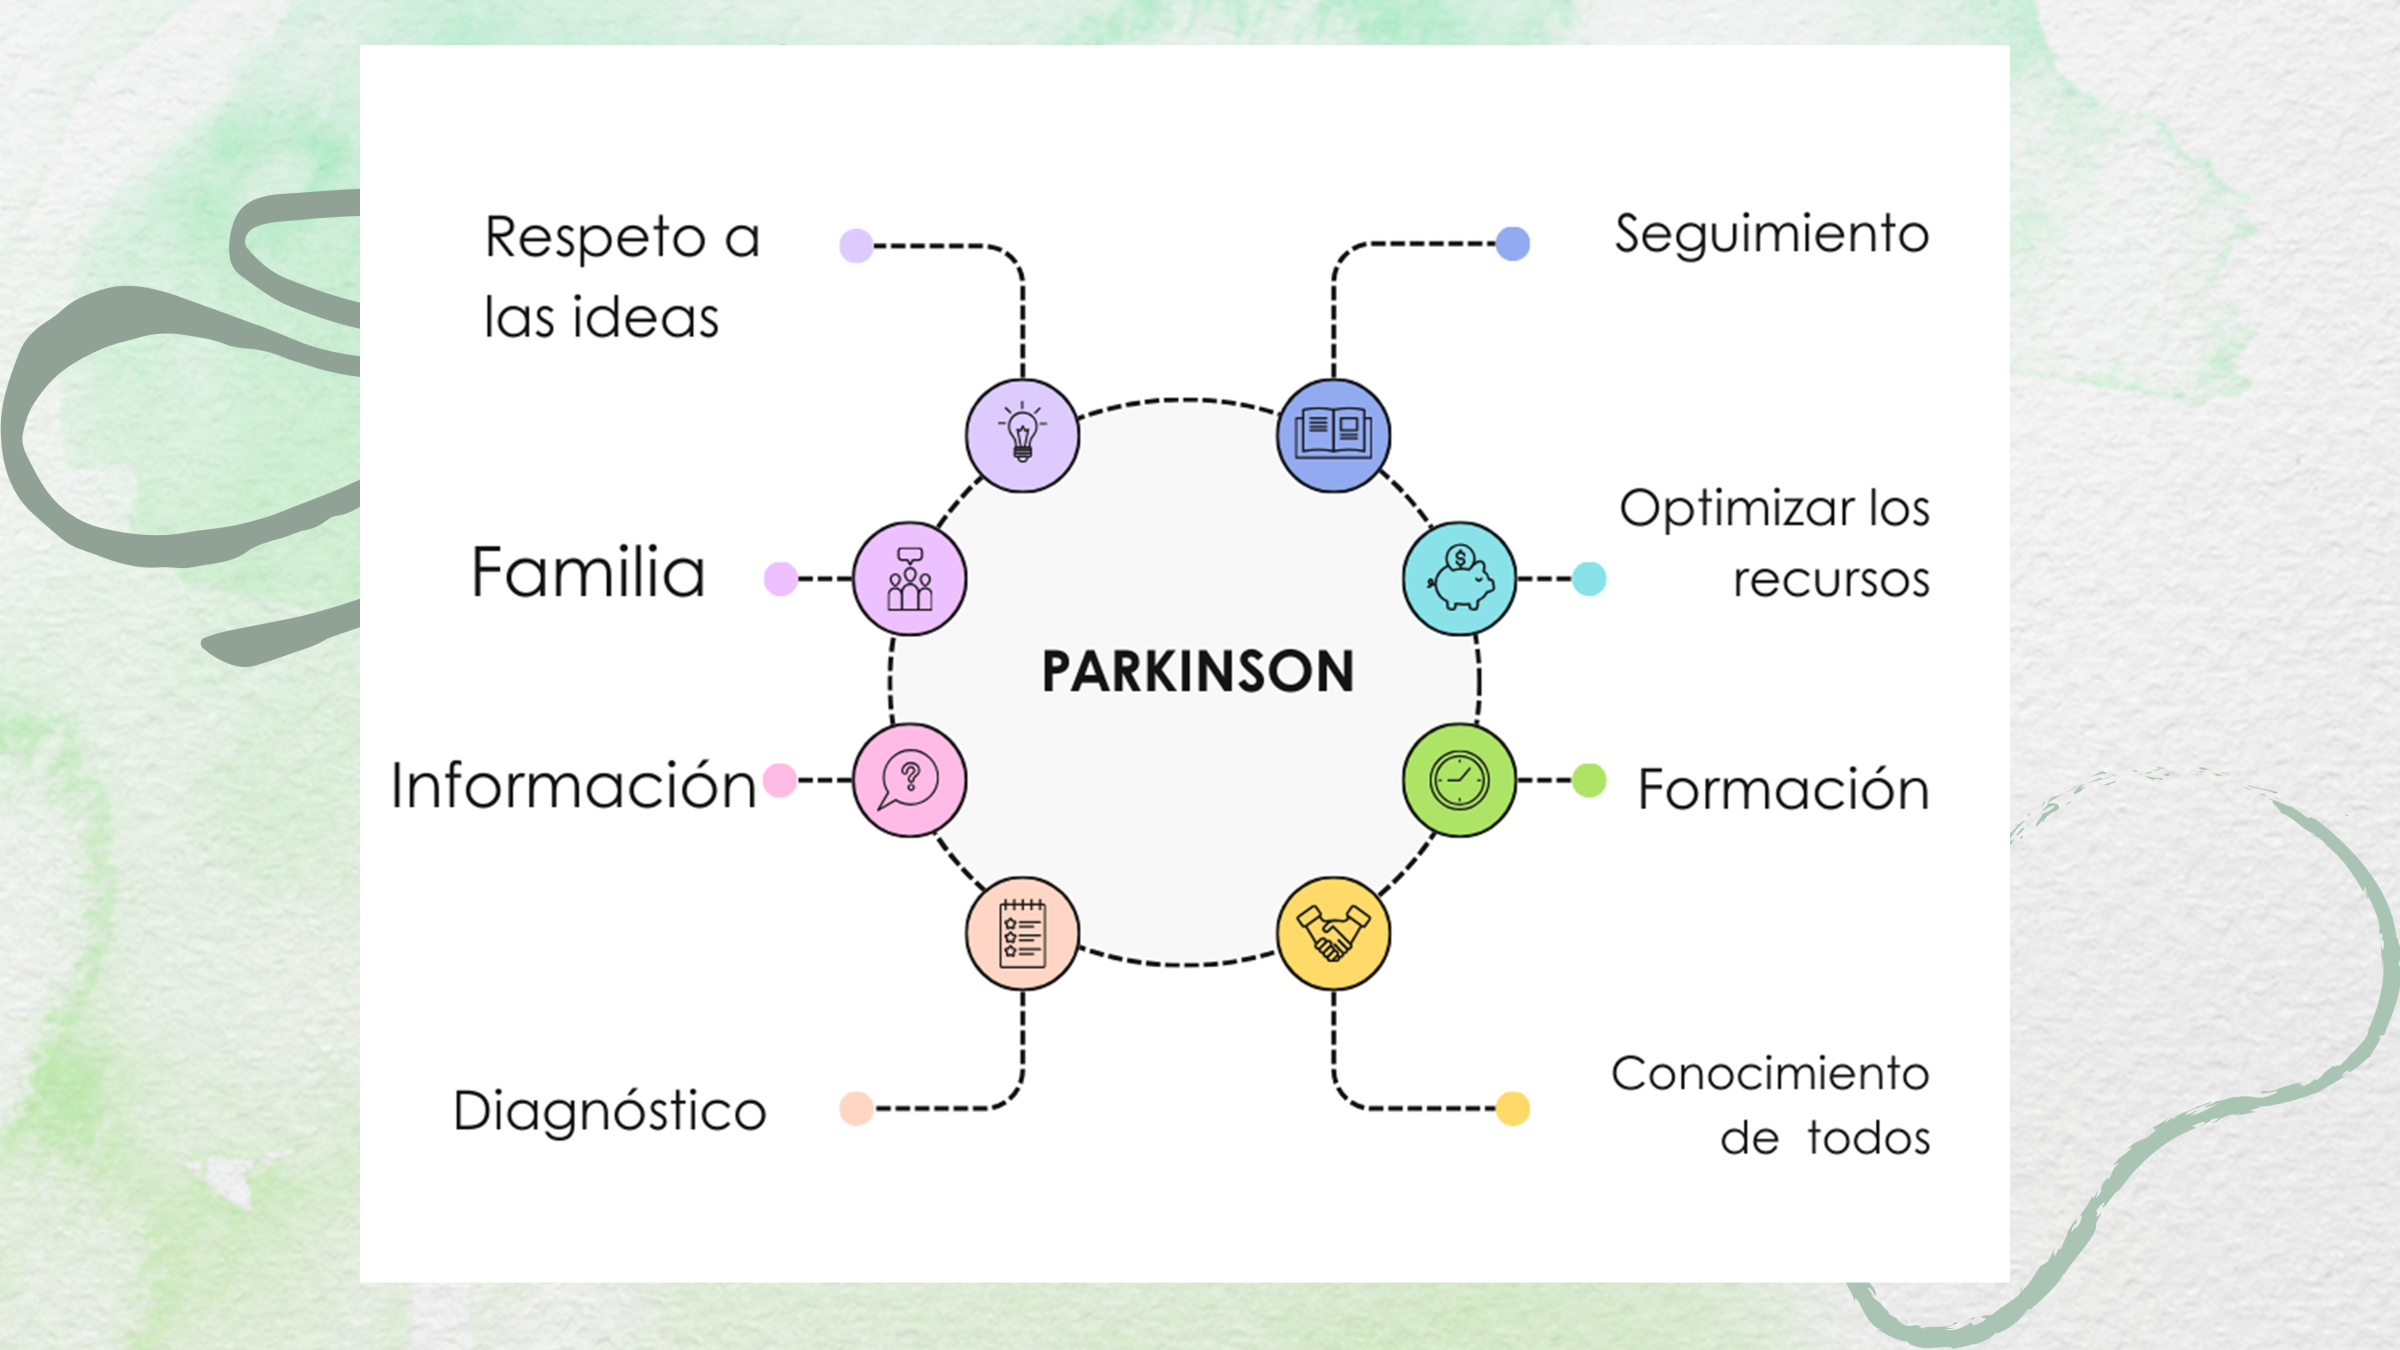 Respeto a
las ideas
Familia
Información
Diagnóstico
PARKINSON
Seguimiento
Optimizar los
recursos
Formación
Conocimiento
de todos